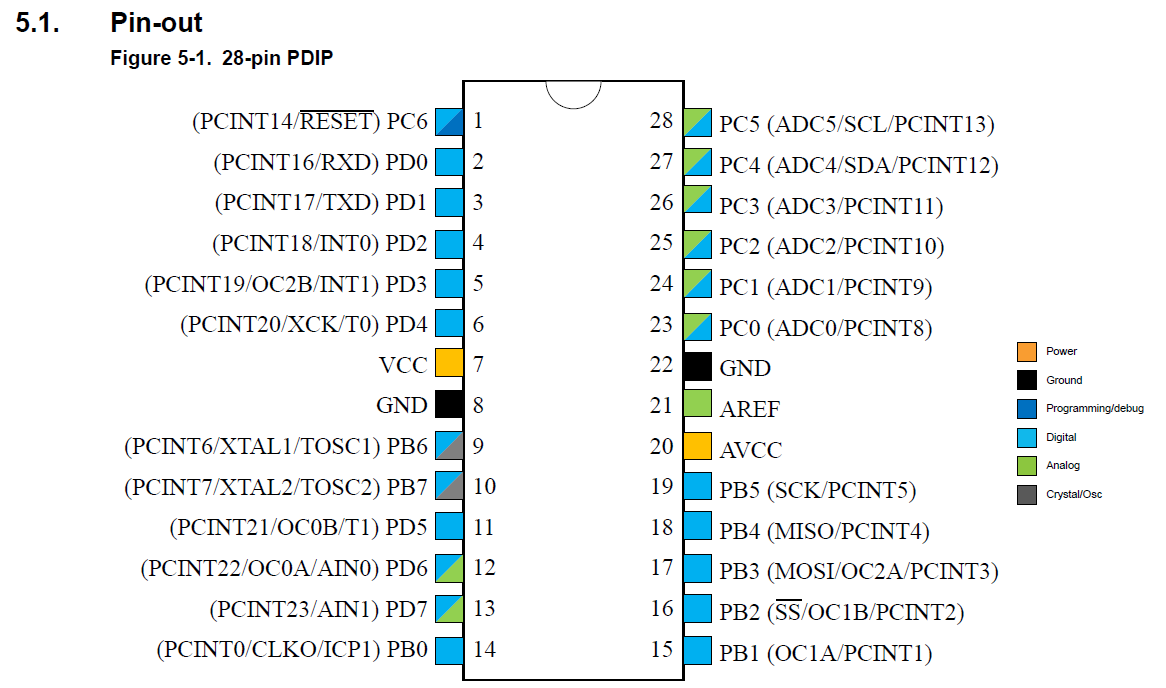 5.1. Pin-out
Figure 5-1. 28-pin PDIP
(PCINT14/RESET) PC6 1
(PCINT16/RXD) PD0 2
(PCINT17/TXD) PD1 3
(PCINT18/INT0) PD2 4
(PCINT19/OC2B/INT1) PD3 5
(PCINT20/XCK/T0) PD4 6
VCC 7
GND 8
(PCINT6/XTAL1/TOSC1) PB6 9
(PCINT7/XTAL2/TOSC2) PB7 10
(PCINT21/OC0B/T1) PD5 11
(PCINT22/OC0A/AIN0) PD6 12
(PCINT23/AIN1) PD7 13
(PCINT0/CLKO/ICP1) PB0 14
28 PC5 (ADC5/SCL/PCINT13)
27 PC4 (ADC4/SDA/PCINT12)
26 PC3 (ADC3/PCINT11)
25 PC2 (ADC2/PCINT10)
24 PC1 (ADC1/PCINT9)
23 PC0 (ADC0/PCINT8)
22 GND
21 AREF
20 AVCC
19 PB5 (SCK/PCINT5)
18 PB4 (MISO/PCINT4)
17 PB3 (MOSI/OC2A/PCINT3)
16 PB2 (SS/OC1B/PCINT2)
15 PB1 (OC1A/PCINT1)
Power
Ground
Programming/debug
Digital
Analog
Crystal/Osc